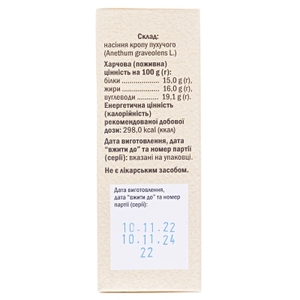 Склад:
насіння кропу пухучого
(Anethum graveolens L.)
Харчова (поживна)
цінність на 100 g (г):
білки ................. 15,0 g (г),
жири ................. 16,0 g (г),
вуглеводи ........ 19,1 g (г).
Енергетична цінність
(калорійність)
рекомендованої добової
дози: 298,0 kcal (ккал)
Дата виготовлення,
дата "вжити до" та номер партії
(серії): вказані на упаковці.
Не є лікарським засобом.
Дата виготовлення,
дата "вжити до" та номер
партії (серії):
10.11.22
10.11.24
22